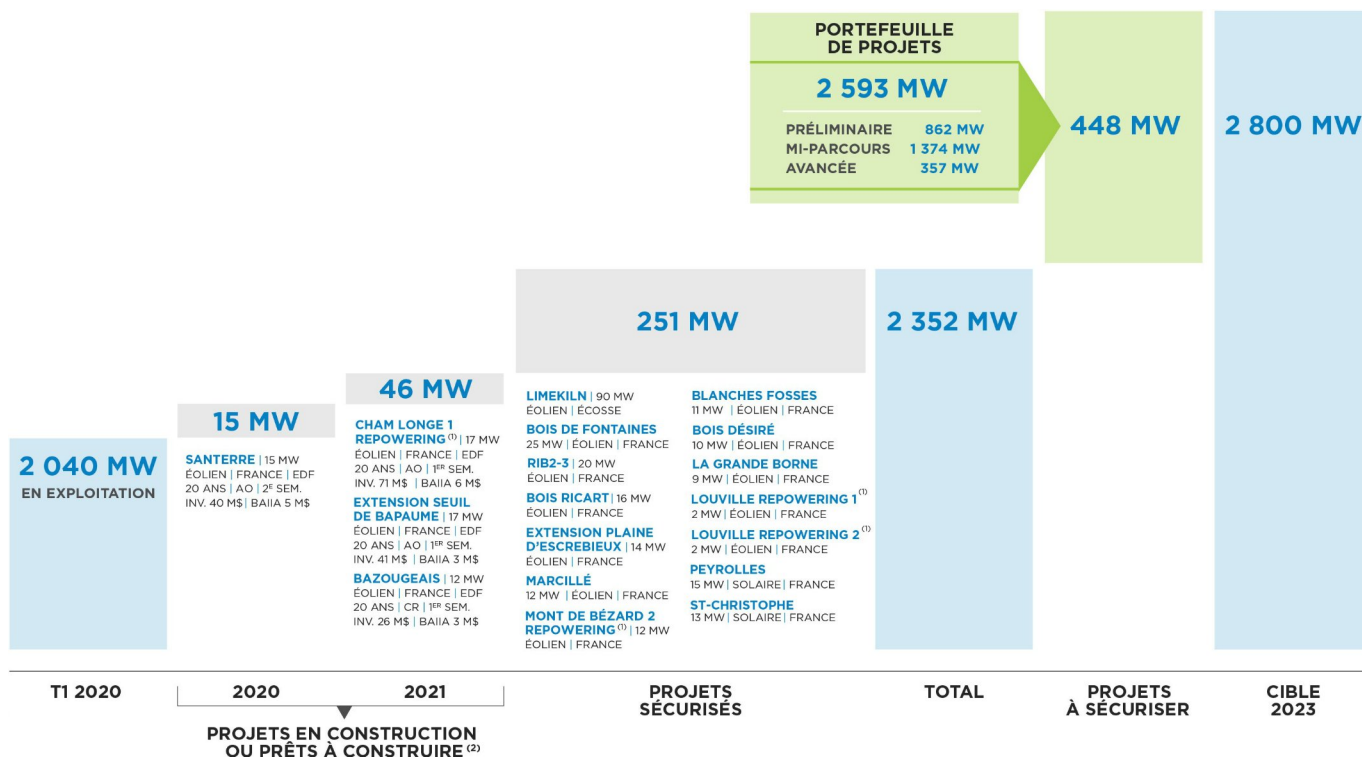 PORTEFEUILLE
DE PROJETS
2 593 MW
PRÉLIMINAIRE 862 MW
MI-PARCOURS 1 374 MW
AVANCÉE 357 MW
448 MW
2 800 MW
251 MW
2 352 MW
46 MW
15 MW
2 040 MW
EN EXPLOITATION
SANTERRE | 15 MW
ÉOLIEN | FRANCE | EDF
20 ANS | AO | 2E SEM.
INV. 40 M$ | BAIIA 5 M$
CHAM LONGE 1
REPOWERING (1) | 17 MW
ÉOLIEN | FRANCE | EDF
20 ANS | AO | 1ER SEM.
INV. 71 M$ | BAIIA 6 M$
EXTENSION SEUIL
DE BAPAUME | 17 MW
ÉOLIEN | FRANCE | EDF
20 ANS | AO | 1ER SEM.
INV. 41 M$ | BAIIA 3 M$
BAZOUGEAIS | 12 MW
ÉOLIEN | FRANCE | EDF
20 ANS | CR | 1ER SEM.
INV. 26 M$ | BAIIA 3 M$
LIMEKILN | 90 MW
ÉOLIEN | ÉCOSSE
BOIS DE FONTAINES
25 MW | ÉOLIEN | FRANCE
RIB2-3 | 20 MW
ÉOLIEN | FRANCE
BOIS RICART | 16 MW
ÉOLIEN | FRANCE
EXTENSION PLAINE
D'ESCREBIEUX | 14 MW
ÉOLIEN | FRANCE
MARCILLÉ
12 MW | ÉOLIEN | FRANCE
MONT DE BÉZARD 2
REPOWERING (1) | 12 MW
ÉOLIEN | FRANCE
BLANCHES FOSSES
11 MW | ÉOLIEN | FRANCE
BOIS DÉSIRÉ
10 MW | ÉOLIEN | FRANCE
LA GRANDE BORNE
9 MW | ÉOLIEN | FRANCE
LOUVILLE REPOWERING 1 (1)
2 MW | ÉOLIEN | FRANCE
LOUVILLE REPOWERING 2 (1)
2 MW | ÉOLIEN | FRANCE
PEYROLLES
15 MW | SOLAIRE | FRANCE
ST-CHRISTOPHE
13 MW | SOLAIRE | FRANCE
T1 2020
2020
2021
PROJETS EN CONSTRUCTION
OU PRÊTS À CONSTRUIRE (2)
PROJETS
SÉCURISÉS
TOTAL
PROJETS
À SÉCURISER
CIBLE
2023